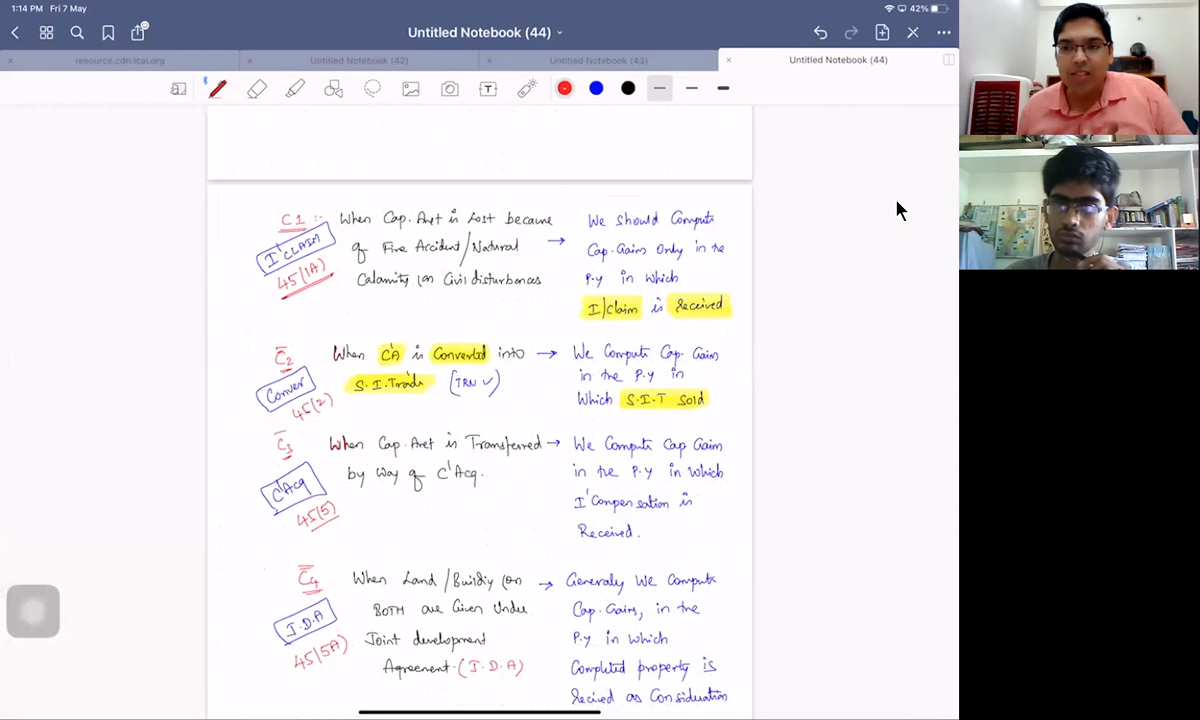 1:14 PM Fri 7 May
42%
Untitled Notebook (44)
resource.cdn.icai.org
Untitled Notebook (42)
Untitled Notebook (43)
Untitled Notebook (44)
C1 :- When Cap. Asset is Lost because → We should Compute
I'CLAIM of Fire Accident/Natural Cap. Gains Only in the
45(1A) Calamity (or Civil disturbances P.y in which
I/Claim is Received
C2 When C'A is Converted into → We Compute Cap. Gain
Conver S.I.Trade (TRN ✓) in the P.y in
45(2) Which S.I.T Sold
C3 When Cap. Asset is Transferred → We Compute Cap Gain
C'Acq by Way of C'Acq. in the P.y in which
45(5) I'Compensation is
Received.
C4 When Land/Building (or → Generaly We Compute
J.D.A BOTH are Given Under Cap. Gains, in the
45(5A) Joint development P.y in which
Agreement. (J.D.A) Completed property is
Recived as Consideration